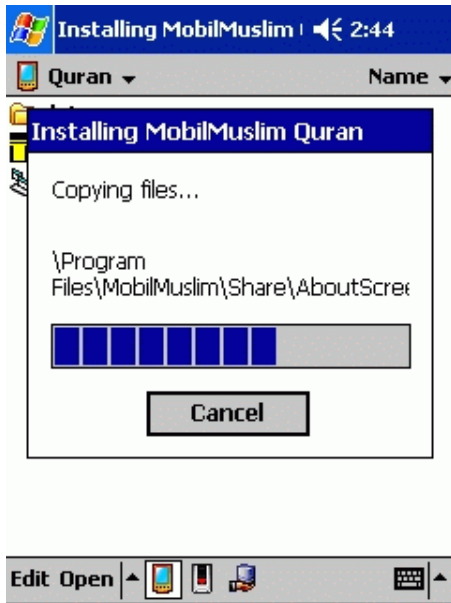 Installing MobilMuslim 2:44
Quran Name
Installing MobilMuslim Quran
Copying files...
\Program
Files\MobilMuslim\Share\AboutScree
Cancel
Edit Open